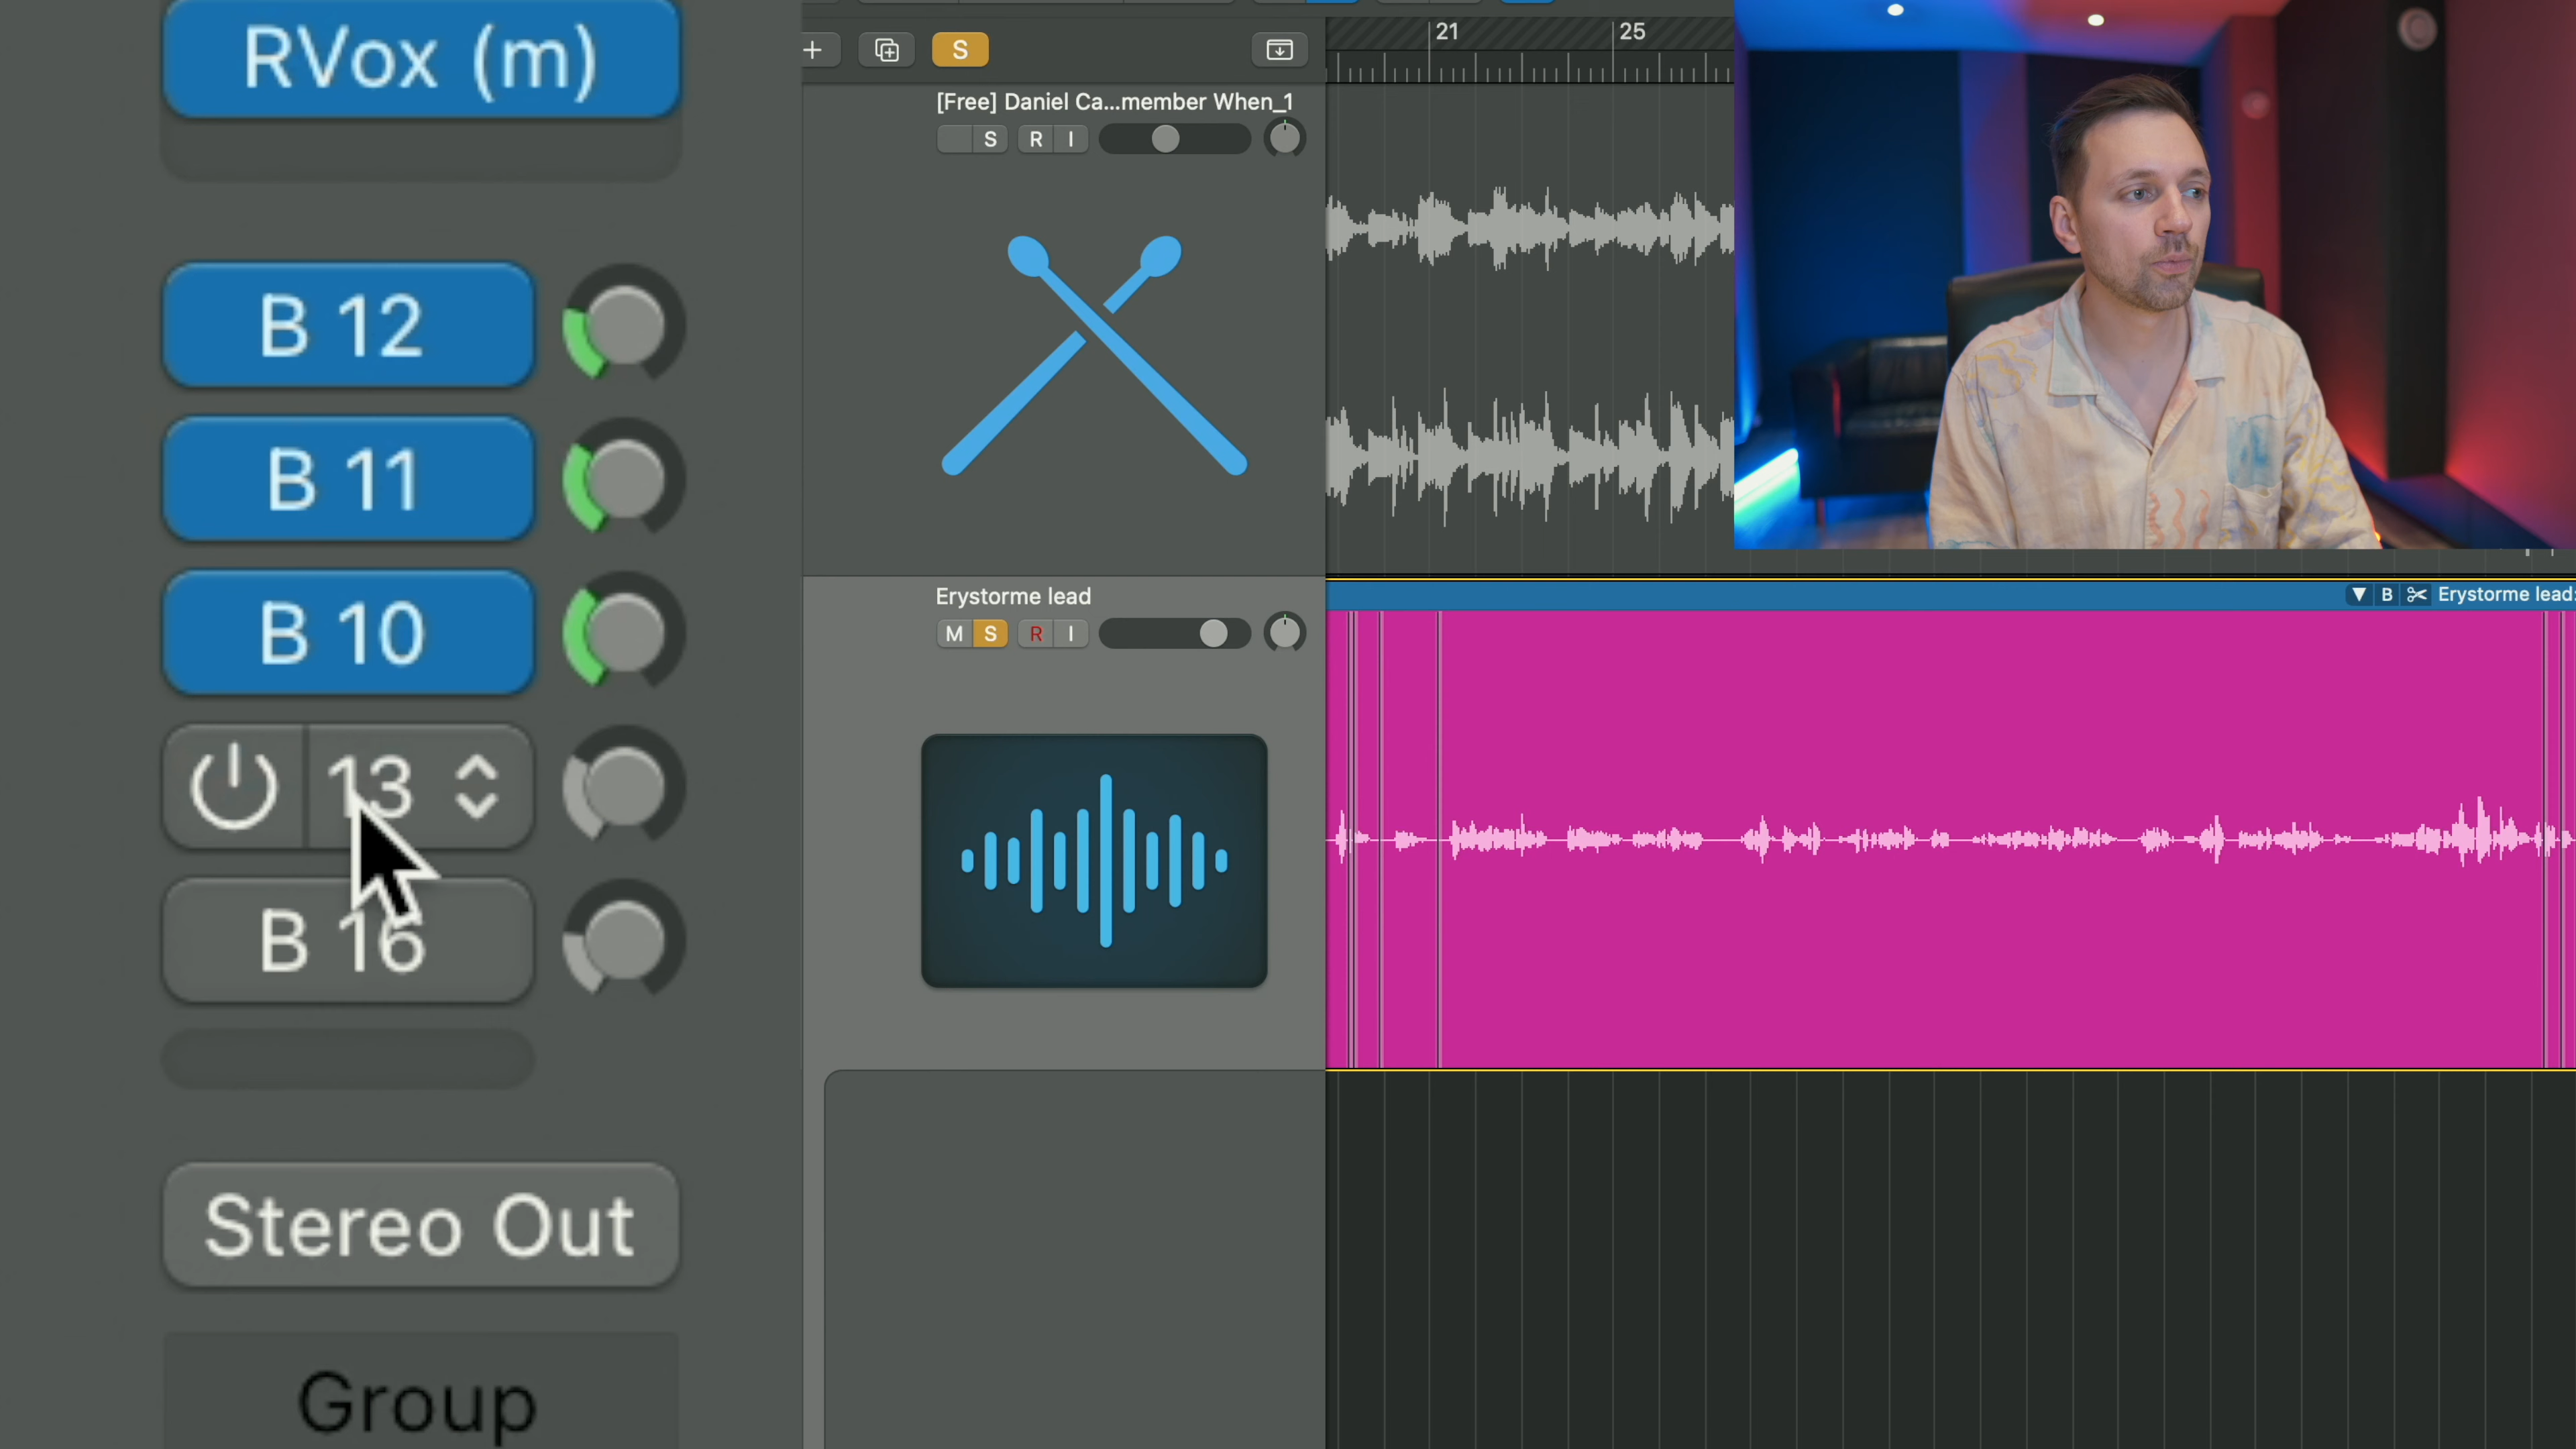 RVox (m)
B 12
B 11
B 10
13
B 16
Stereo Out
Group
+
S
21
25
[Free] Daniel Ca...member When_1
S R I
Erystorme lead
M S R I
B
Erystorme lead: